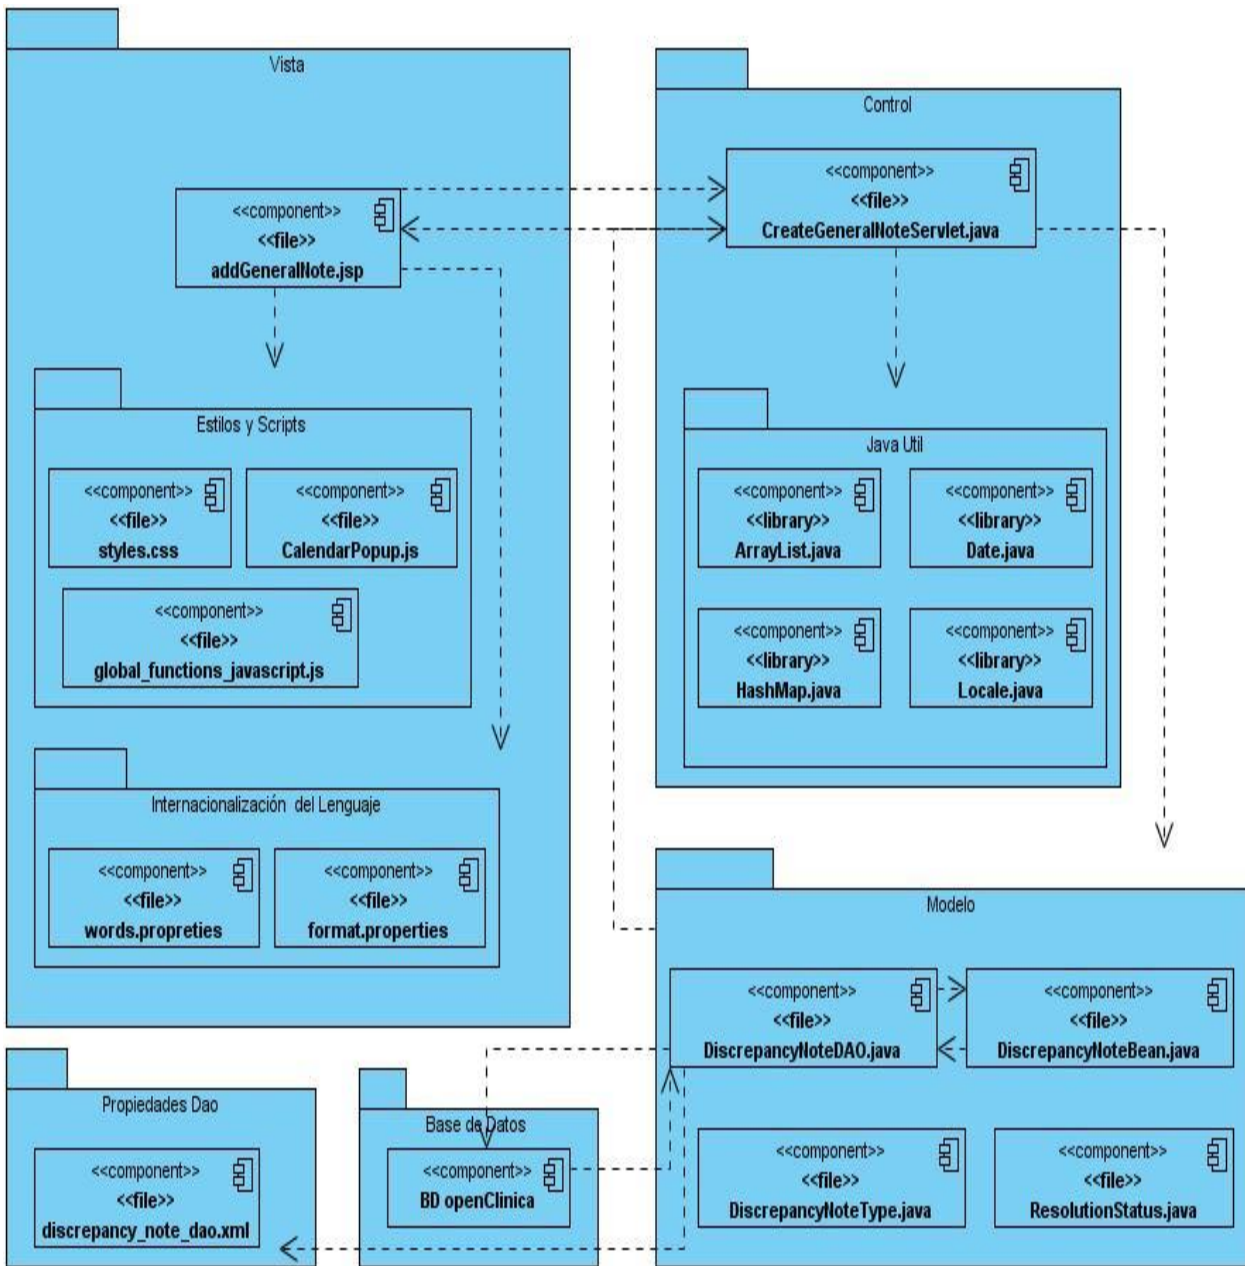 Vista
<<component>>
<<file>>
addGeneralNote.jsp
Estilos y Scripts
<<component>>
<<file>>
styles.css
<<component>>
<<file>>
CalendarPopup.js
<<component>>
<<file>>
global_functions_javascript.js
Internacionalización del Lenguaje
<<component>>
<<file>>
words.propreties
<<component>>
<<file>>
format.properties
Control
<<component>>
<<file>>
CreateGeneralNoteServlet.java
Java Util
<<component>>
<<library>>
ArrayList.java
<<component>>
<<library>>
Date.java
<<component>>
<<library>>
HashMap.java
<<component>>
<<library>>
Locale.java
Modelo
<<component>>
<<file>>
DiscrepancyNoteDAO.java
<<component>>
<<file>>
DiscrepancyNoteBean.java
<<component>>
<<file>>
DiscrepancyNoteType.java
<<component>>
<<file>>
ResolutionStatus.java
Propiedades Dao
<<component>>
<<file>>
discrepancy_note_dao.xml
Base de Datos
<<component>>
BD openClinica